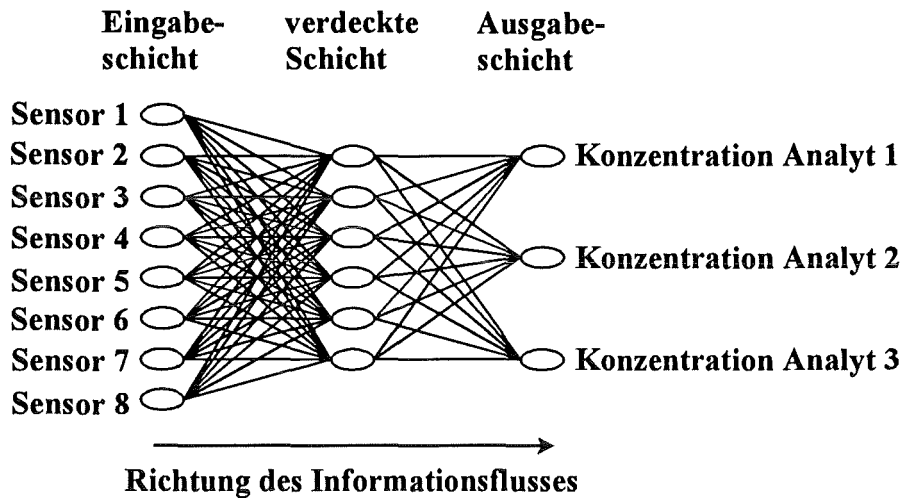 Eingabe-
schicht
verdeckte
Schicht
Ausgabe-
schicht
Sensor 1
Sensor 2
Sensor 3
Sensor 4
Sensor 5
Sensor 6
Sensor 7
Sensor 8
Konzentration Analyt 1
Konzentration Analyt 2
Konzentration Analyt 3
Richtung des Informationsflusses